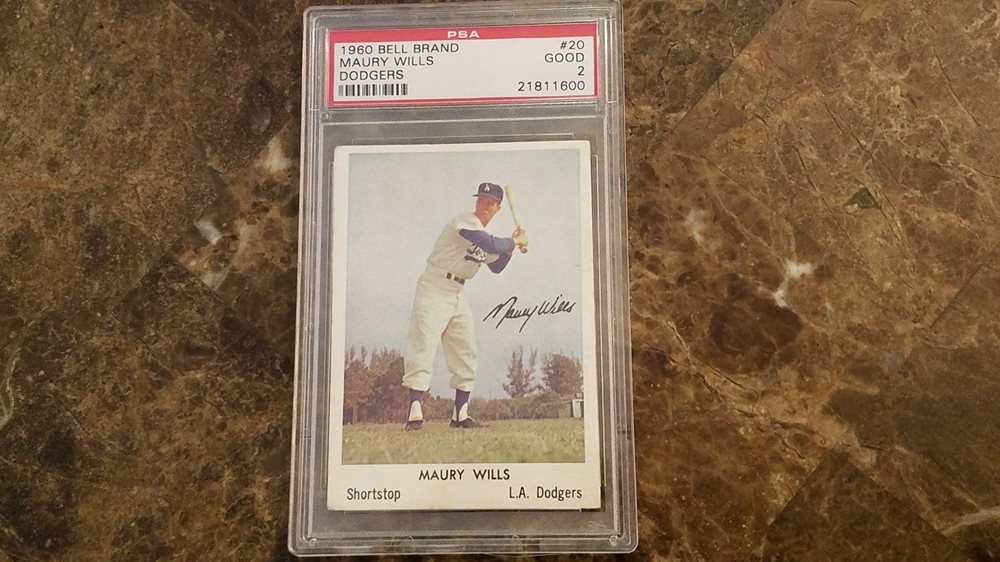 PSA
1960 BELL BRAND #20
MAURY WILLS GOOD
DODGERS 2
21811600
Maury Wills
MAURY WILLS
Shortstop L.A. Dodgers